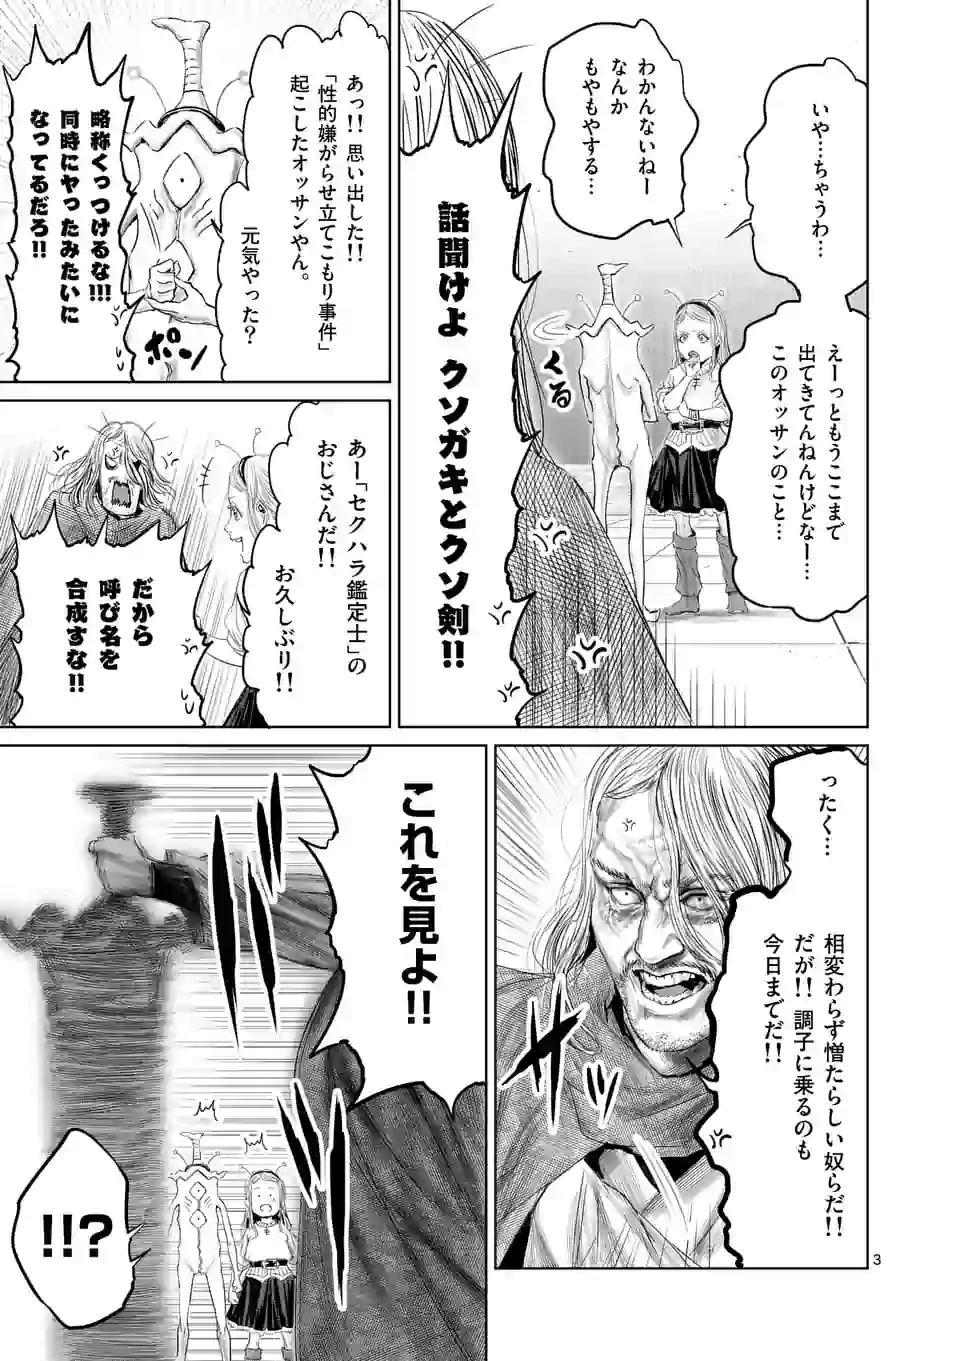 いや…ちゃうわ…
わかんないねー
なんか
もやもやする…
えーっともうここまで
出てきてんねんけどな…
このオッサンのこと…
くる
話聞けよ クソガキとクソ剣!!
あっ!! 思い出した!!
「性的嫌がらせ立てこもり事件」
起こしたオッサンやん。
元気やった?
ポン
略称くっつけるな!!!
同時にヤったみたいに
なってるだろ!!
あー「セクハラ鑑定士」の
おじさんだ!!
お久しぶり!!
だから
呼び名を
合成すな!!
ったく…
相変わらず憎たらしい奴らだ!!
だが!! 調子に乗るのも
今日までだ!!
これを見よ!!
!!?
3